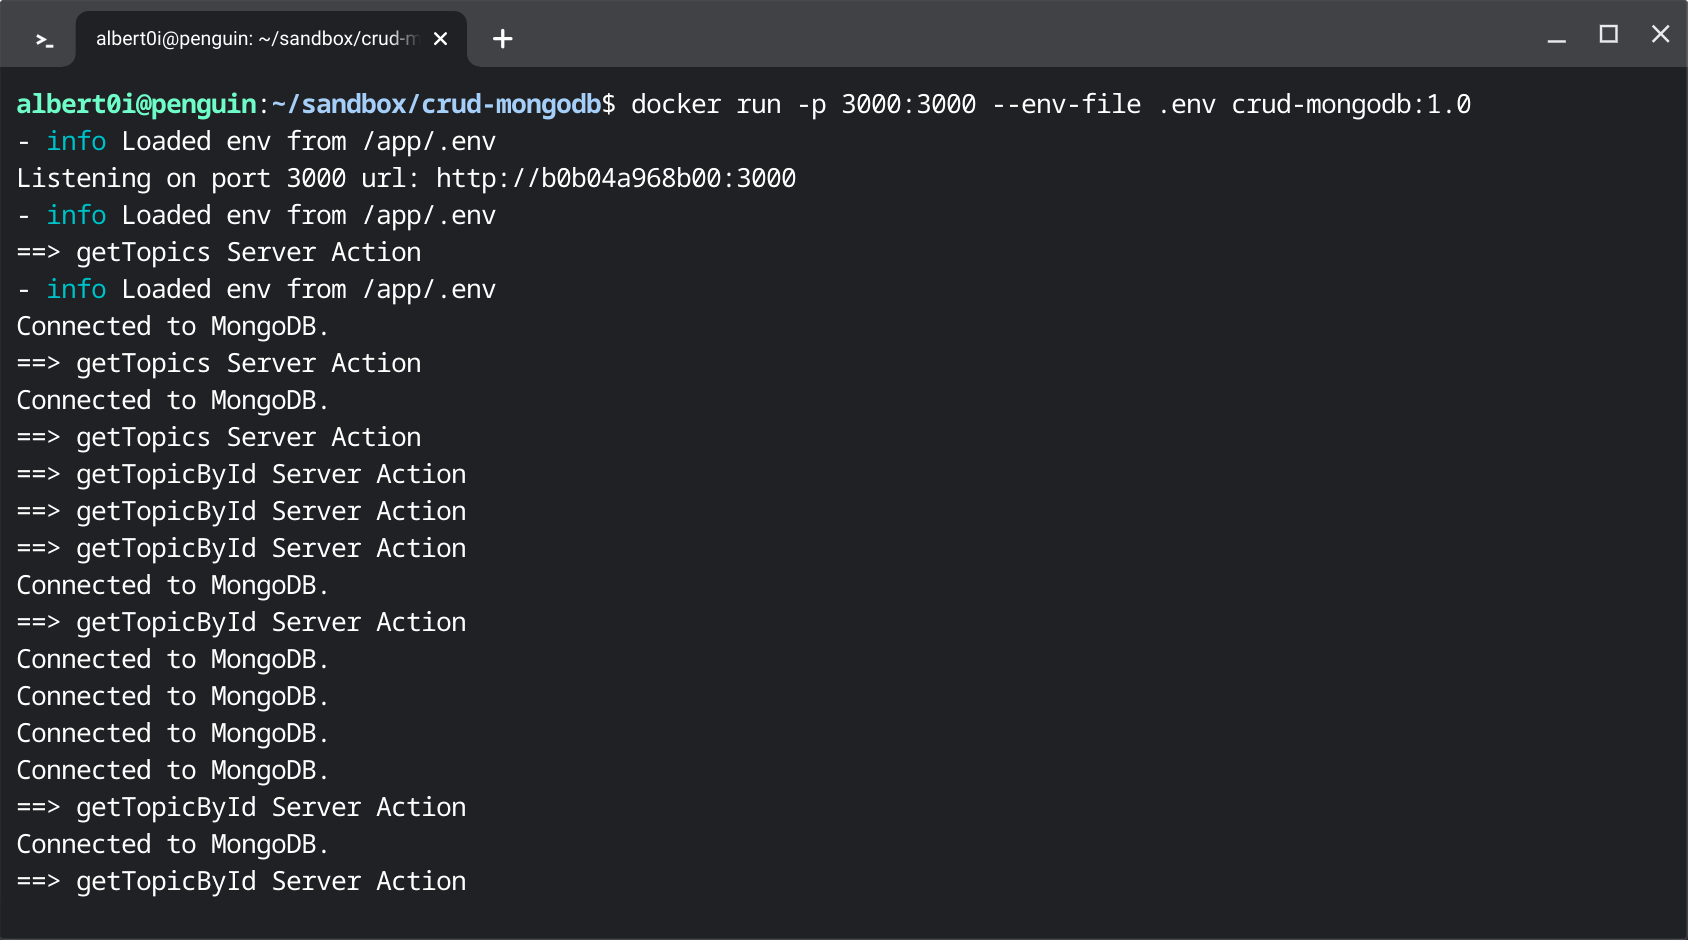 >_ albert0i@penguin: ~/sandbox/crud-m
albert0i@penguin:~/sandbox/crud-mongodb$ docker run -p 3000:3000 --env-file .env crud-mongodb:1.0
- info Loaded env from /app/.env
Listening on port 3000 url: http://b0b04a968b00:3000
- info Loaded env from /app/.env
==> getTopics Server Action
- info Loaded env from /app/.env
Connected to MongoDB.
==> getTopics Server Action
Connected to MongoDB.
==> getTopics Server Action
==> getTopicById Server Action
==> getTopicById Server Action
==> getTopicById Server Action
Connected to MongoDB.
==> getTopicById Server Action
Connected to MongoDB.
Connected to MongoDB.
Connected to MongoDB.
Connected to MongoDB.
==> getTopicById Server Action
Connected to MongoDB.
==> getTopicById Server Action